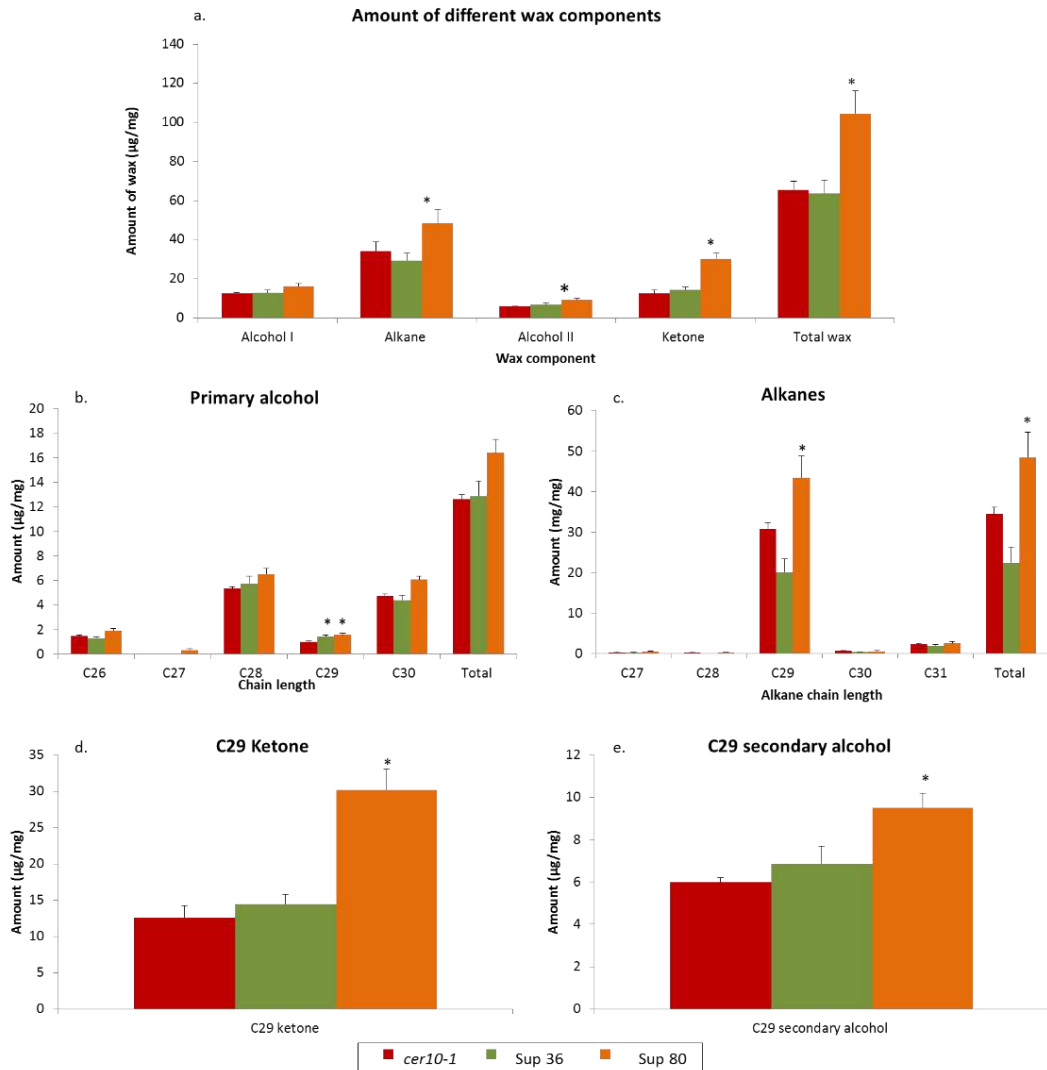 a.
Amount of different wax components
140
120
100
80
60
40
20
0
Amount of wax (µg/mg)
*
*
*
*
Alcohol I Alkane Alcohol II Ketone Total wax
Wax component
b.
Primary alcohol
20
18
16
14
12
10
8
6
4
2
0
Amount (µg/mg)
* *
C26 C27 C28 C29 C30 Total
Chain length
c.
Alkanes
60
50
40
30
20
10
0
Amount (mg/mg)
*
*
C27 C28 C29 C30 C31 Total
Alkane chain length
d.
C29 Ketone
35
30
25
20
15
10
5
0
Amount (µg/mg)
*
C29 ketone
e.
C29 secondary alcohol
12
10
8
6
4
2
0
Amount (µg/mg)
*
C29 secondary alcohol
cer10-1 Sup 36 Sup 80